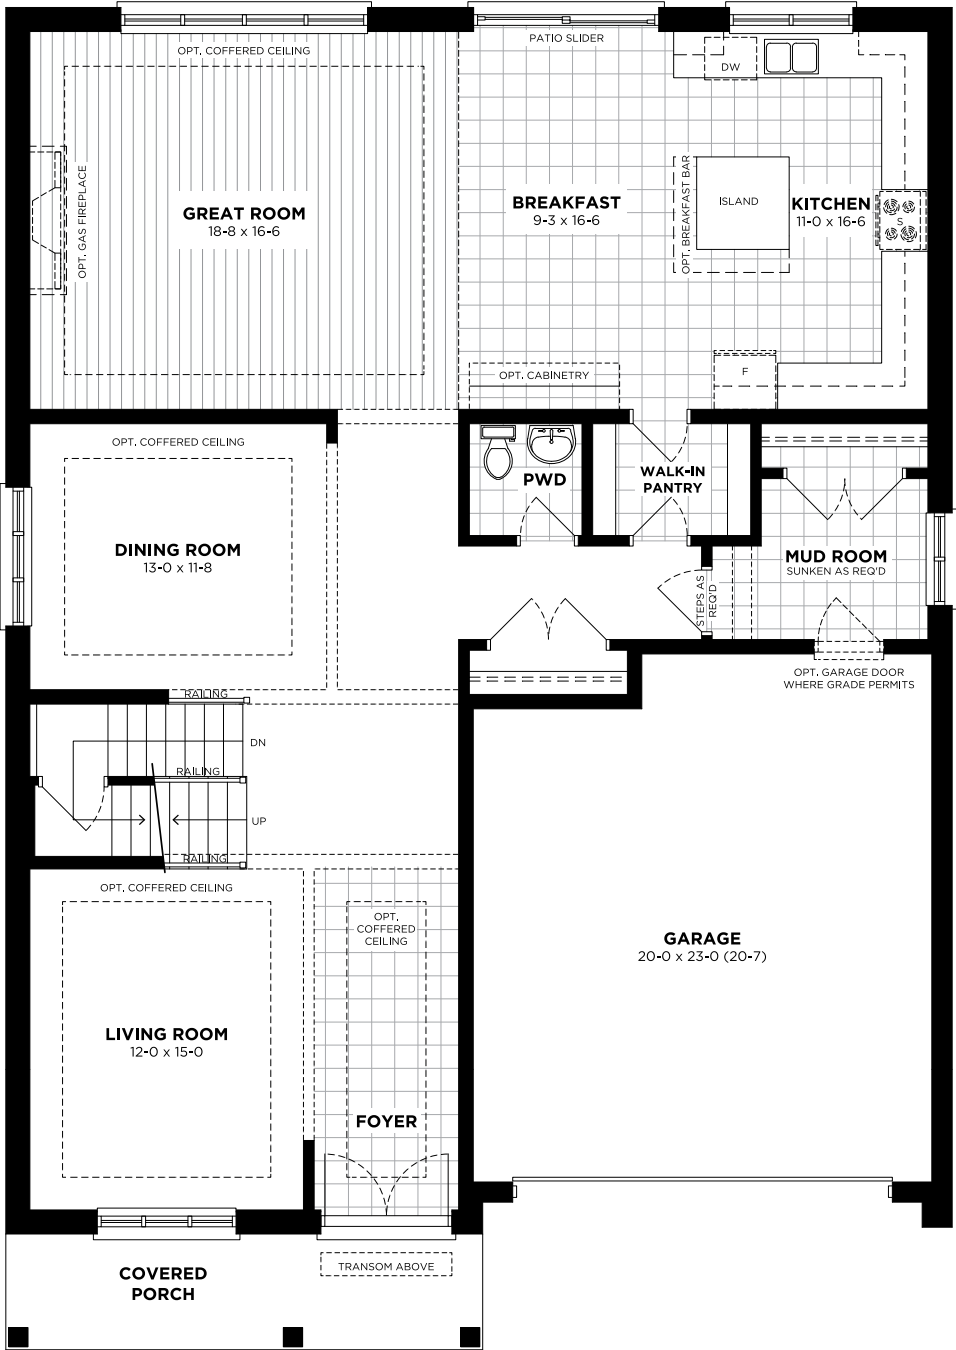 OPT. COFFERED CEILING
PATIO SLIDER
DW
OPT. GAS FIREPLACE
GREAT ROOM
18-8 x 16-6
BREAKFAST
9-3 x 16-6
OPT. BREAKFAST BAR
ISLAND
KITCHEN
11-0 x 16-6
S
OPT. CABINETRY
F
OPT. COFFERED CEILING
PWD
WALK-IN
PANTRY
DINING ROOM
13-0 x 11-8
MUD ROOM
SUNKEN AS REQ'D
STEPS AS
REQ'D
OPT. GARAGE DOOR
WHERE GRADE PERMITS
RAILING
DN
RAILING
UP
RAILING
OPT. COFFERED CEILING
OPT.
COFFERED
CEILING
GARAGE
20-0 x 23-0 (20-7)
LIVING ROOM
12-0 x 15-0
FOYER
TRANSOM ABOVE
COVERED
PORCH